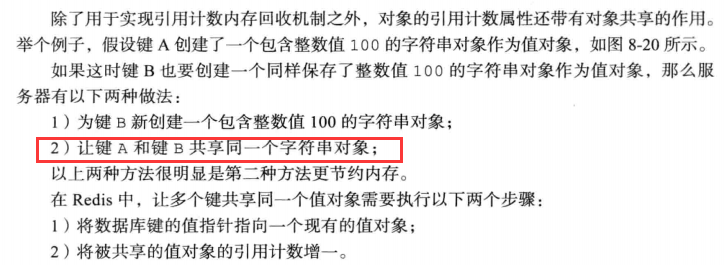 除了用于实现引用计数内存回收机制之外，对象的引用计数属性还带有对象共享的作用。
举个例子，假设键 A 创建了一个包含整数值 100 的字符串对象作为值对象，如图 8-20 所示。
如果这时键 B 也要创建一个同样保存了整数值 100 的字符串对象作为值对象，那么服
务器有以下两种做法：
1）为键 B 新创建一个包含整数值 100 的字符串对象；
2）让键 A 和键 B 共享同一个字符串对象；
以上两种方法很明显是第二种方法更节约内存。
在 Redis 中，让多个键共享同一个值对象需要执行以下两个步骤：
1）将数据库键的值指针指向一个现有的值对象；
2）将被共享的值对象的引用计数增一。